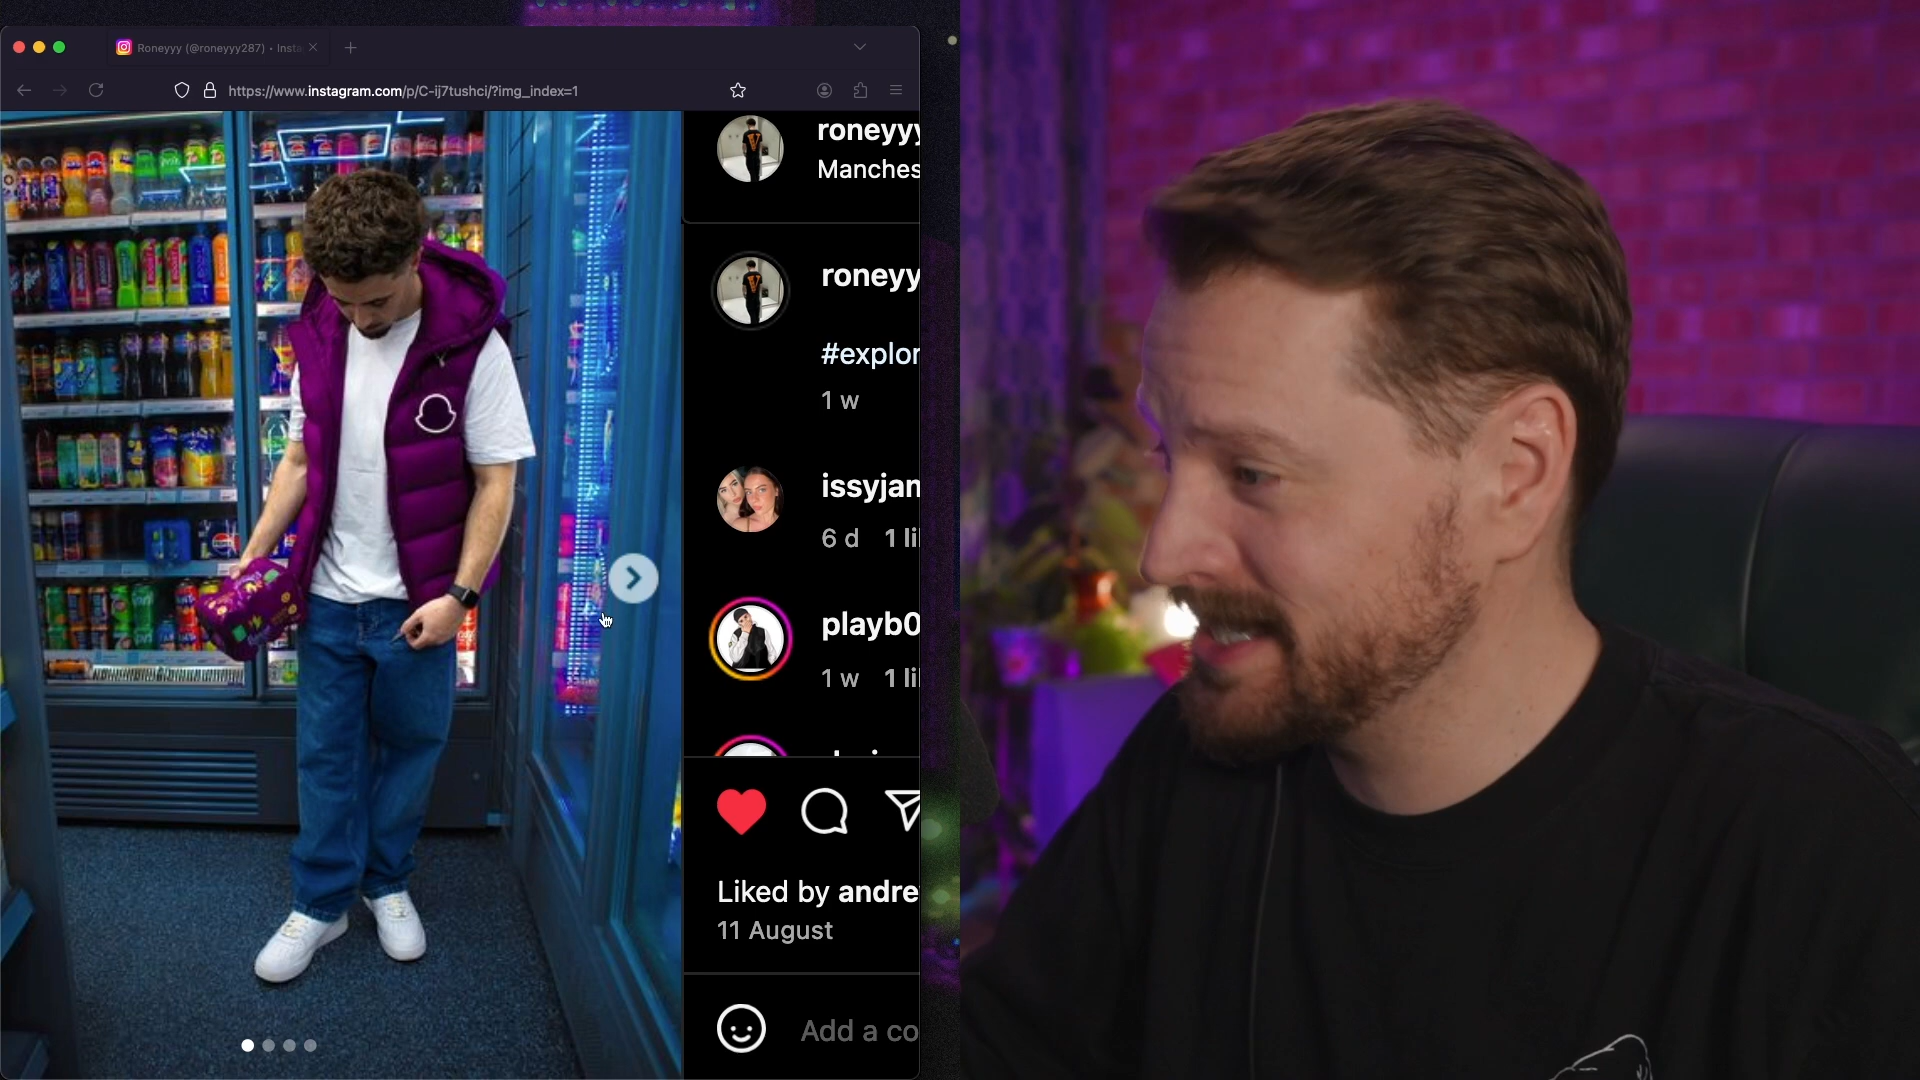 Roneyyy (@roneyyy287) • Insta
https://www.instagram.com/p/C-ij7tushci/?img_index=1
roneyyy
Manches
roneyy
#explor
1 w
issyjam
6 d 1 li
playb0
1 w 1 li
Liked by andre
11 August
Add a co